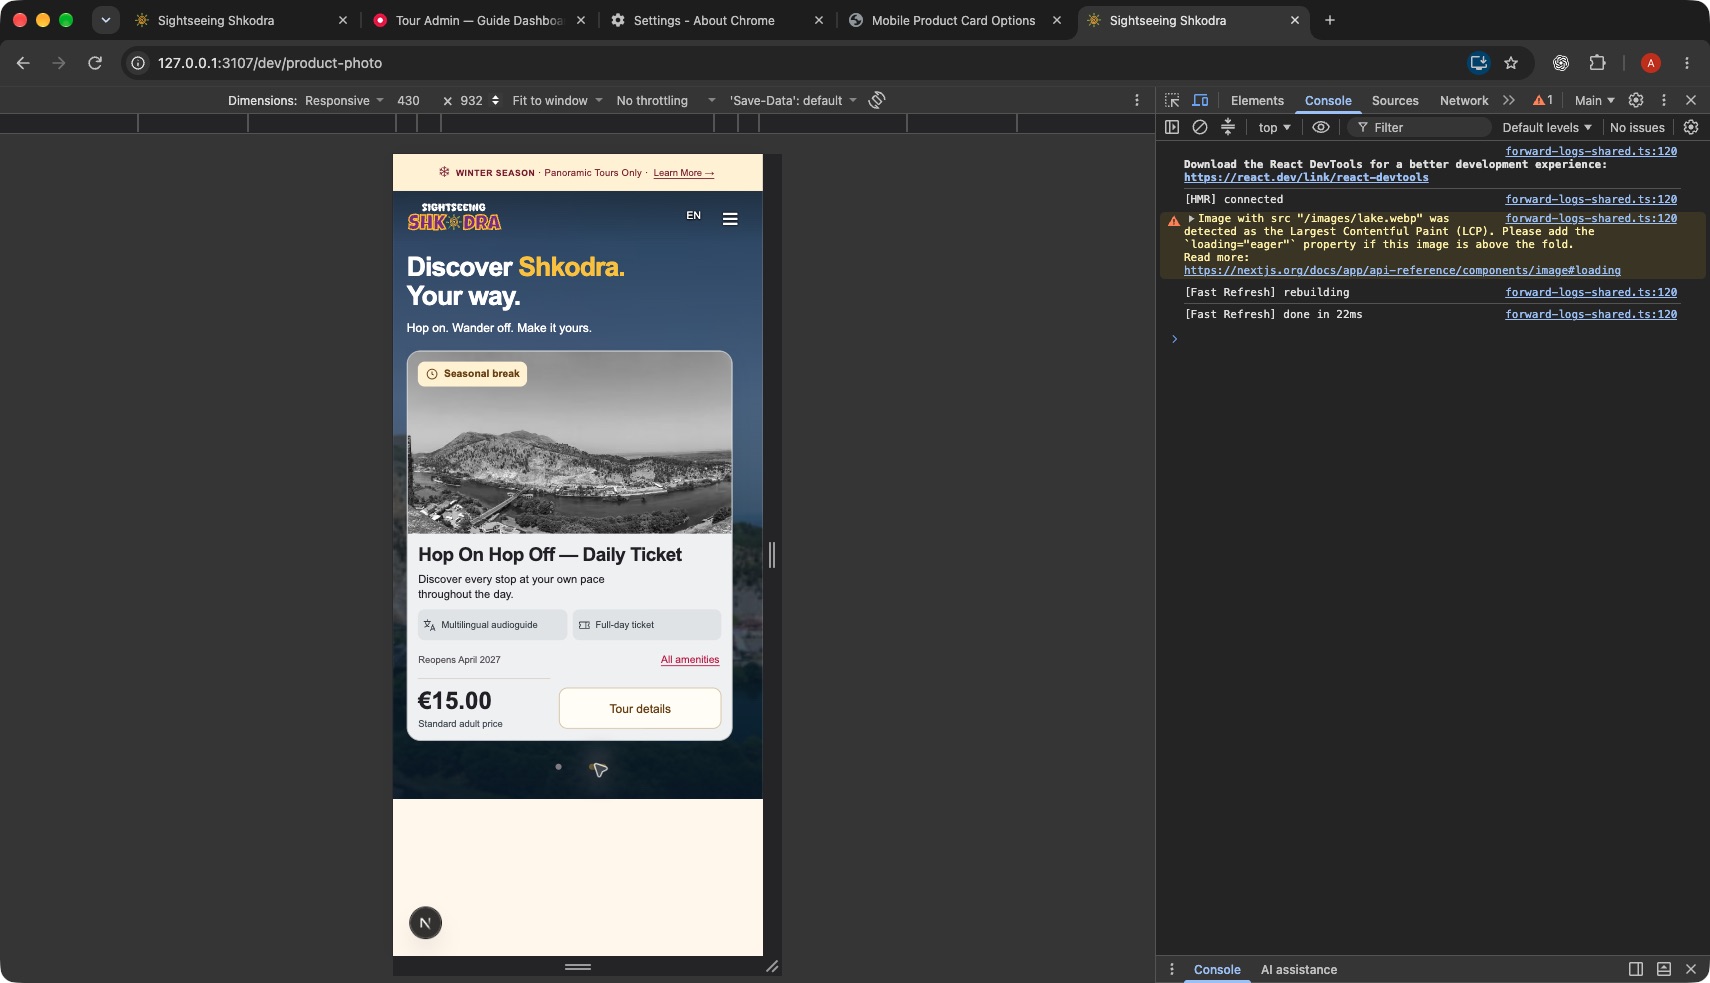 Sightseeing Shkodra
Tour Admin — Guide Dashboa
Settings - About Chrome
Mobile Product Card Options
Sightseeing Shkodra
127.0.0.1:3107/dev/product-photo
A
Dimensions: Responsive 430 × 932 Fit to window No throttling 'Save-Data': default
Elements Console Sources Network 1 Main
top Filter Default levels No issues
WINTER SEASON · Panoramic Tours Only · Learn More →
SIGHTSEEING
SHKODRA
EN
Discover Shkodra.
Your way.
Hop on. Wander off. Make it yours.
Seasonal break
Hop On Hop Off — Daily Ticket
Discover every stop at your own pace
throughout the day.
Multilingual audioguide Full-day ticket
Reopens April 2027 All amenities
€15.00
Standard adult price
Tour details
N
forward-logs-shared.ts:120
Download the React DevTools for a better development experience:
https://react.dev/link/react-devtools
[HMR] connected forward-logs-shared.ts:120
Image with src "/images/lake.webp" was forward-logs-shared.ts:120
detected as the Largest Contentful Paint (LCP). Please add the
`loading="eager"` property if this image is above the fold.
Read more:
https://nextjs.org/docs/app/api-reference/components/image#loading
[Fast Refresh] rebuilding forward-logs-shared.ts:120
[Fast Refresh] done in 22ms forward-logs-shared.ts:120
Console AI assistance